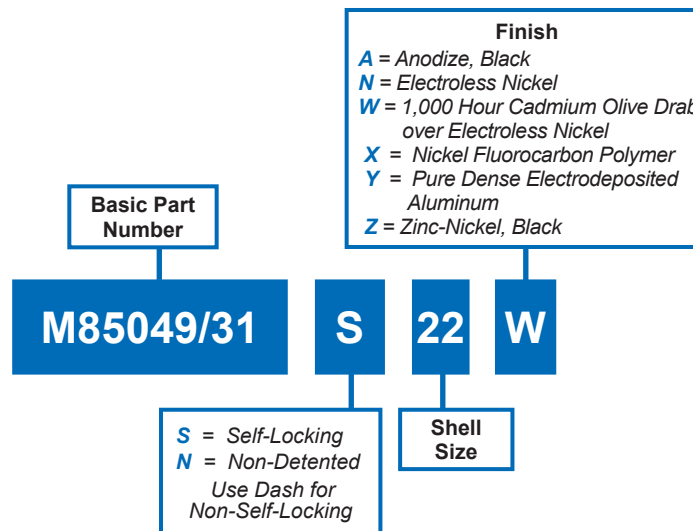 Finish
A = Anodize, Black
N = Electroless Nickel
W = 1,000 Hour Cadmium Olive Drab
over Electroless Nickel
X = Nickel Fluorocarbon Polymer
Y = Pure Dense Electrodeposited
Aluminum
Z = Zinc-Nickel, Black
Basic Part
Number
M85049/31 S 22 W
S = Self-Locking
N = Non-Detented
Use Dash for
Non-Self-Locking
Shell
Size